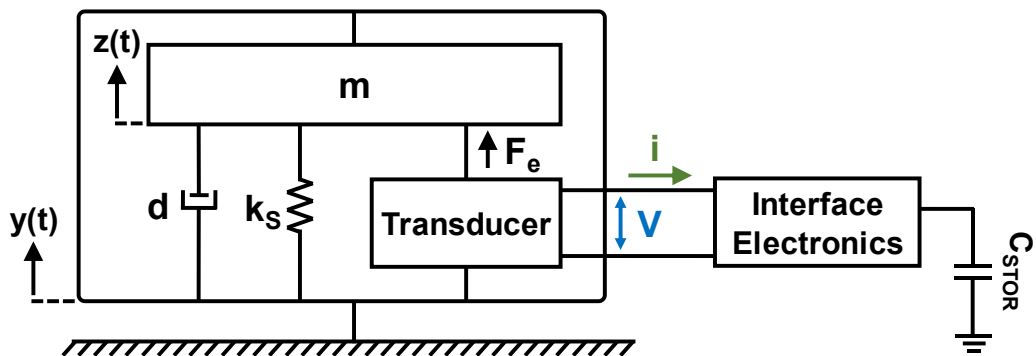 z(t)
m
F_e
i
d
k_S
Transducer
V
Interface
Electronics
C_STOR
y(t)